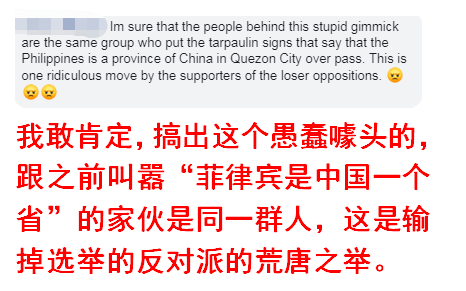 Im sure that the people behind this stupid gimmick
are the same group who put the tarpaulin signs that say that the
Philippines is a province of China in Quezon City over pass. This is
one ridiculous move by the supporters of the loser oppositions. 😠
😠😠
我敢肯定，搞出这个愚蠢噱头的，
跟之前叫嚣“菲律宾是中国一个
省”的家伙是同一群人，这是输
掉选举的反对派的荒唐之举。